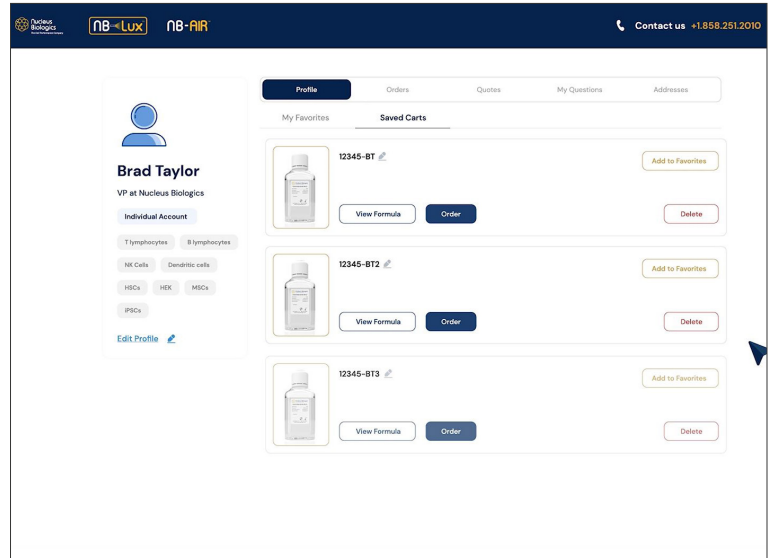 Nucleus
Biologics
NB-Lux
NB-AIR
Contact us +1.858.251.2010
Profile
Orders
Quotes
My Questions
Addresses
My Favorites
Saved Carts
Brad Taylor
VP at Nucleus Biologics
Individual Account
T lymphocytes
B lymphocytes
NK Cells
Dendritic cells
HSCs
HEK
MSCs
iPSCs
Edit Profile
12345-BT
Add to Favorites
View Formula
Order
Delete
12345-BT2
Add to Favorites
View Formula
Order
Delete
12345-BT3
Add to Favorites
View Formula
Order
Delete